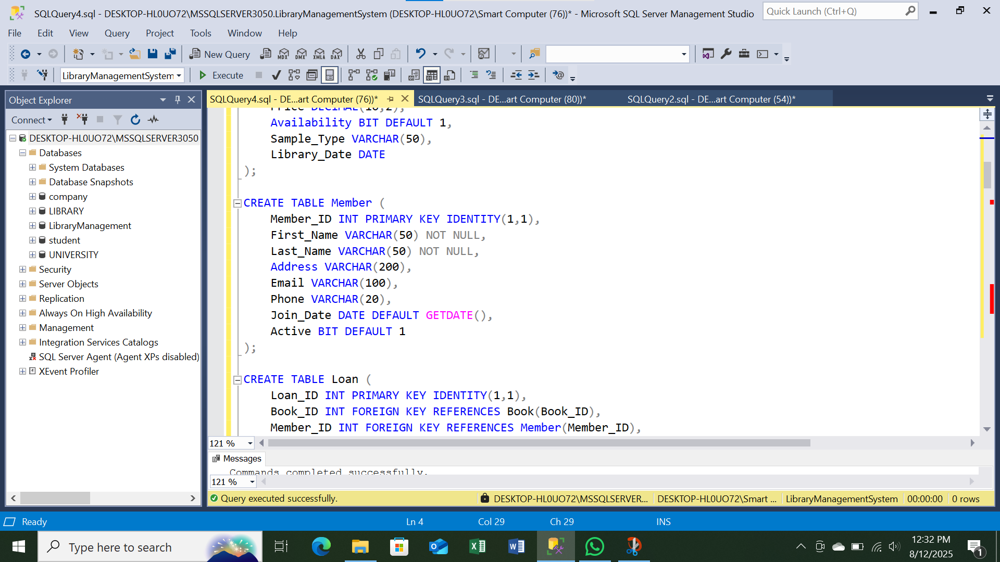 SQLQuery4.sql - DESKTOP-HL0UO72\MSSQLSERVER3050.LibraryManagementSystem (DESKTOP-HL0UO72\Smart Computer (76))* - Microsoft SQL Server Management Studio
Quick Launch (Ctrl+Q)
File Edit View Query Project Tools Window Help
New Query MDX DMX XMLA DAX
LibraryManagementSystem Execute
Object Explorer
SQLQuery4.sql - DE...art Computer (76))* SQLQuery3.sql - DE...art Computer (80))* SQLQuery2.sql - DE...art Computer (54))*
Connect
DESKTOP-HL0UO72\MSSQLSERVER3050
Databases
System Databases
Database Snapshots
company
LIBRARY
LibraryManagement
student
UNIVERSITY
Security
Server Objects
Replication
Always On High Availability
Management
Integration Services Catalogs
SQL Server Agent (Agent XPs disabled)
XEvent Profiler
Price DECIMAL(10,2),
Availability BIT DEFAULT 1,
Sample_Type VARCHAR(50),
Library_Date DATE
);
CREATE TABLE Member (
Member_ID INT PRIMARY KEY IDENTITY(1,1),
First_Name VARCHAR(50) NOT NULL,
Last_Name VARCHAR(50) NOT NULL,
Address VARCHAR(200),
Email VARCHAR(100),
Phone VARCHAR(20),
Join_Date DATE DEFAULT GETDATE(),
Active BIT DEFAULT 1
);
CREATE TABLE Loan (
Loan_ID INT PRIMARY KEY IDENTITY(1,1),
Book_ID INT FOREIGN KEY REFERENCES Book(Book_ID),
Member_ID INT FOREIGN KEY REFERENCES Member(Member_ID),
121 %
Messages
Commands completed successfully.
121 %
Query executed successfully. DESKTOP-HL0UO72\MSSQLSERVER... DESKTOP-HL0UO72\Smart ... LibraryManagementSystem 00:00:00 0 rows
Ready Ln 4 Col 29 Ch 29 INS
Type here to search
12:32 PM
8/12/2025
1